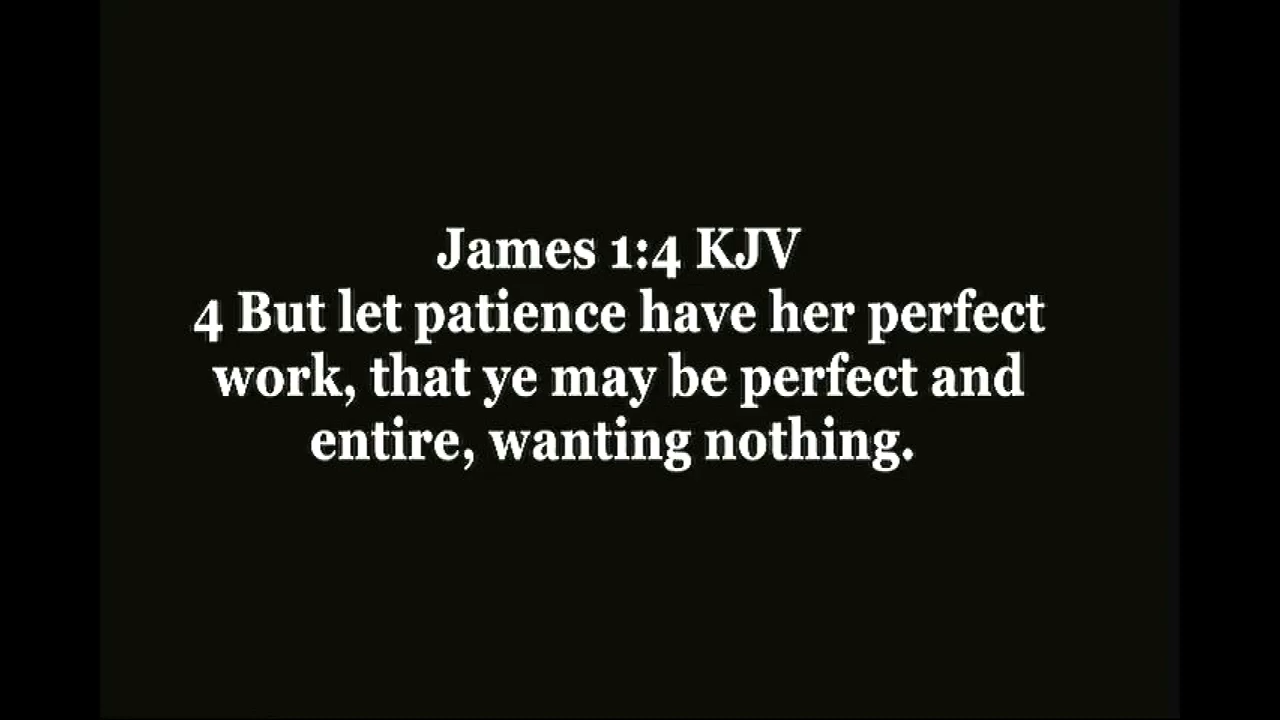 James 1:4 KJV
4 But let patience have her perfect
work, that ye may be perfect and
entire, wanting nothing.